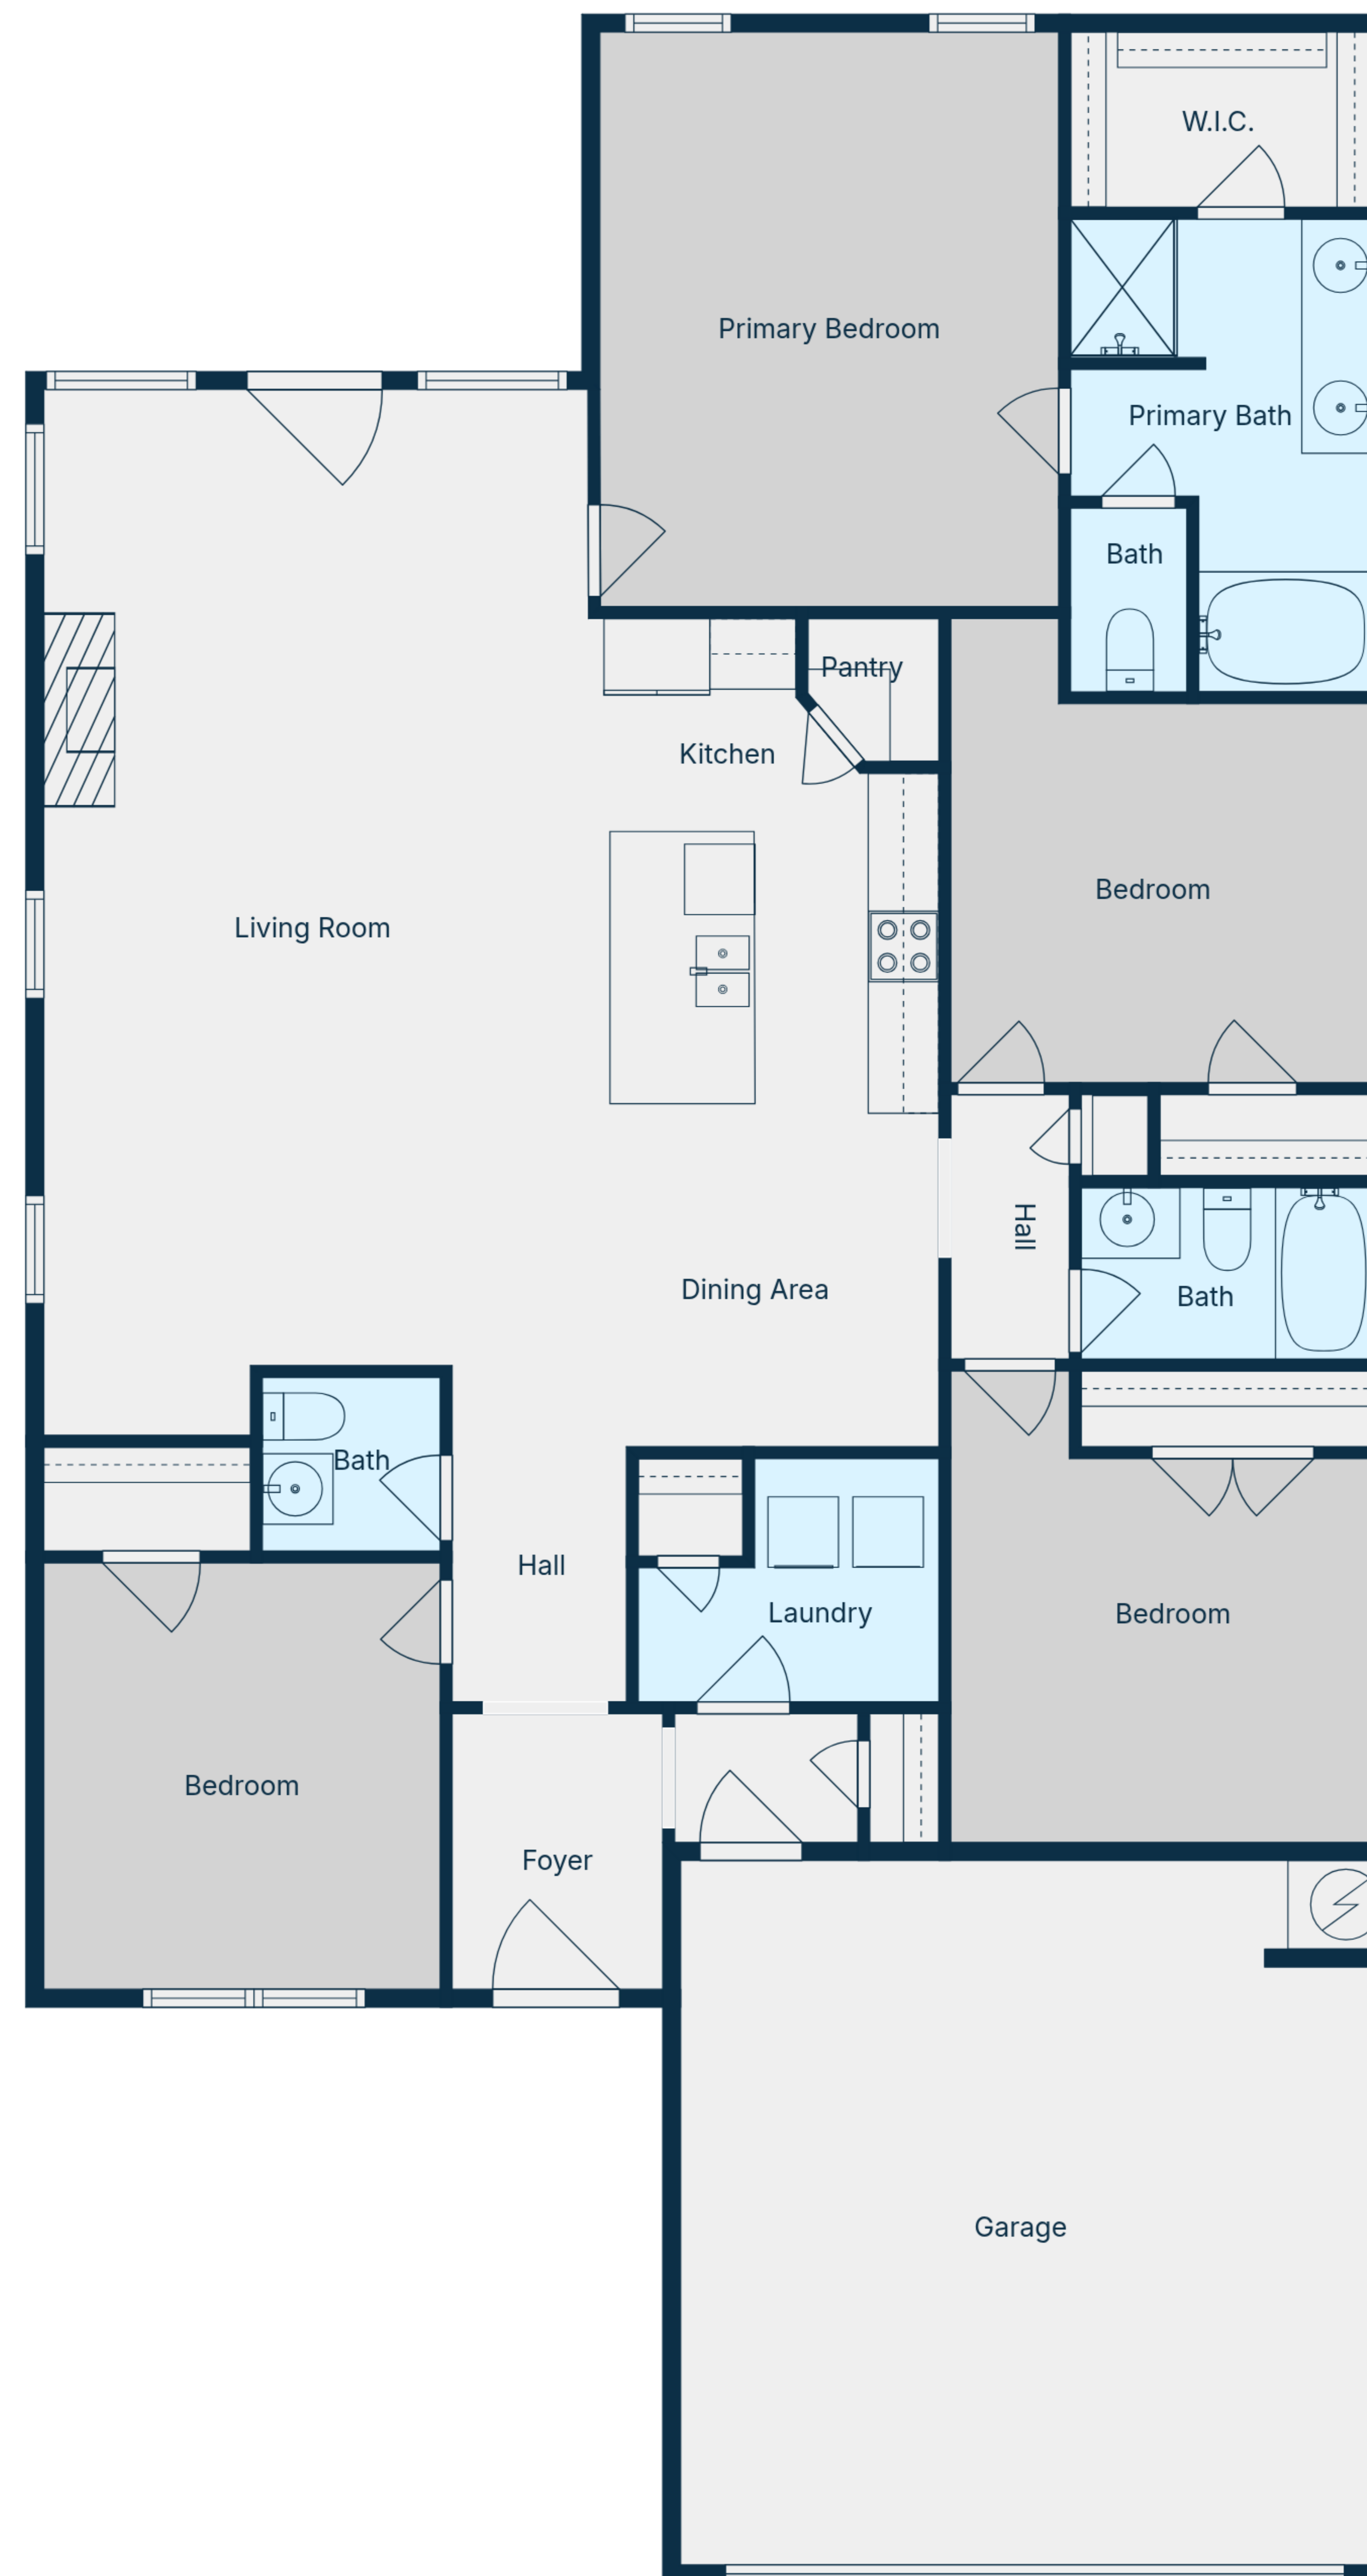 W.I.C.
Primary Bedroom
Primary Bath
Bath
Pantry
Kitchen
Bedroom
Living Room
Hall
Dining Area
Bath
Bath
Hall
Laundry
Bedroom
Bedroom
Foyer
Garage